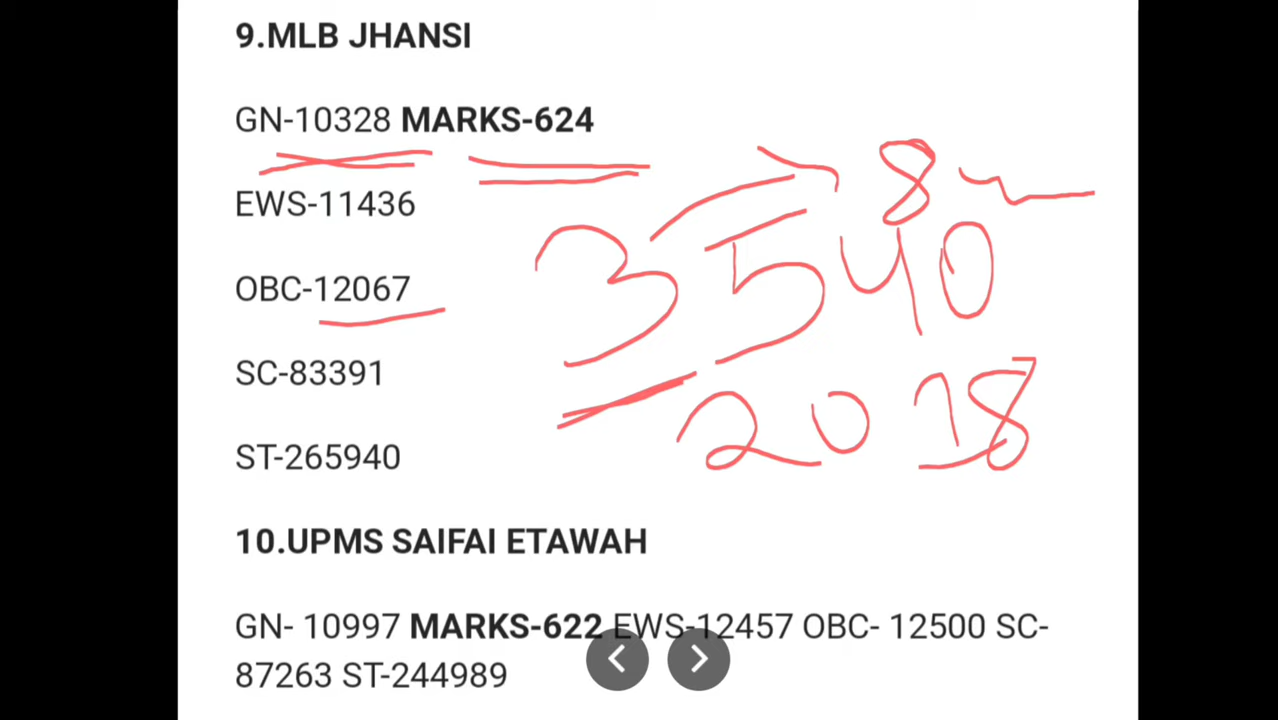 9.MLB JHANSI
GN-10328 MARKS-624
EWS-11436
8
3540
OBC-12067
SC-83391
2018
ST-265940
10.UPMS SAIFAI ETAWAH
GN- 10997 MARKS-622 EWS-12457 OBC- 12500 SC-
87263 ST-244989